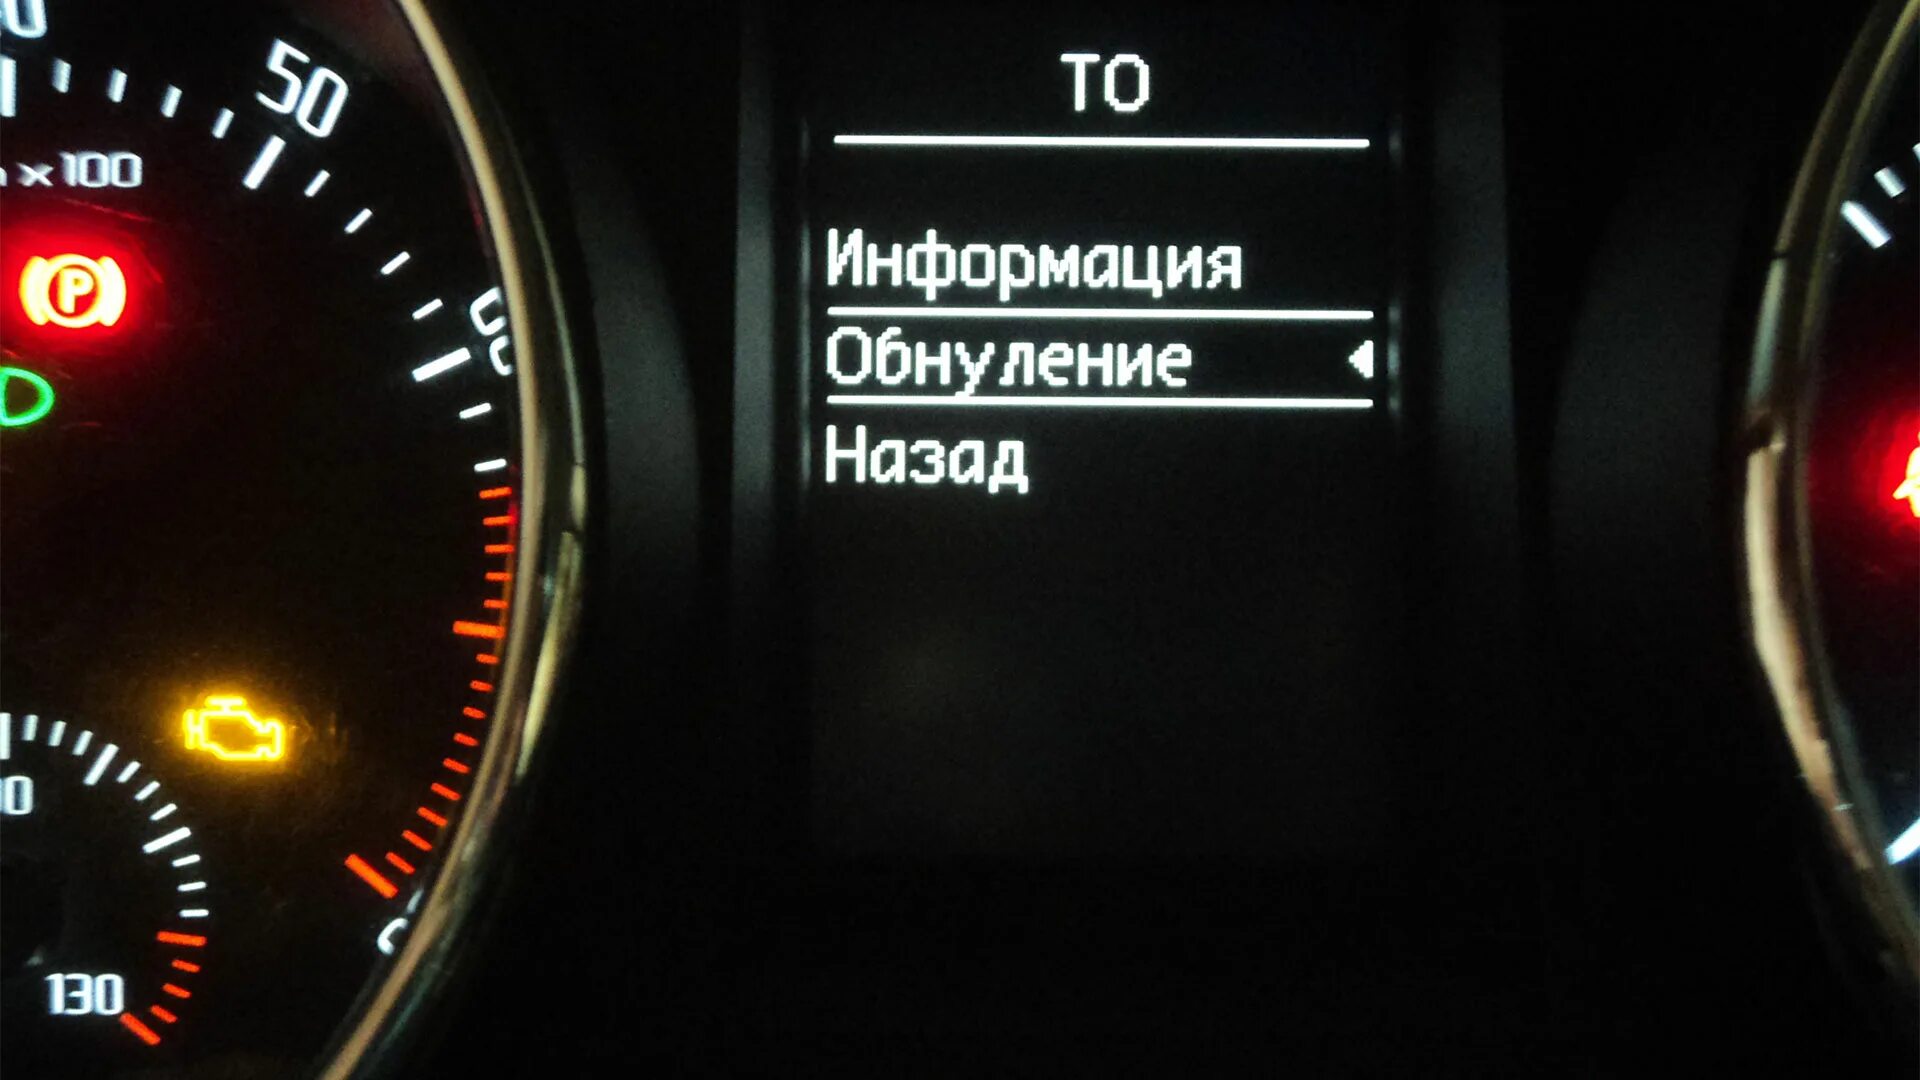 ТО
Информация
Обнуление
Назад
50
x100
P
130